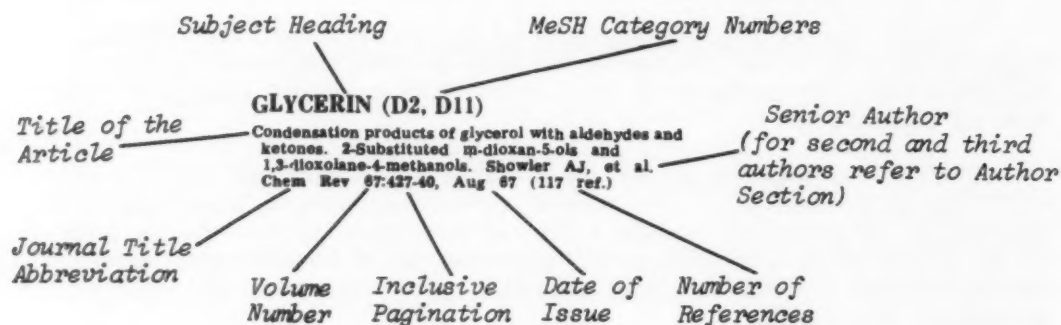 Subject Heading
MeSH Category Numbers
GLYCERIN (D2, D11)
Title of the
Article
Condensation products of glycerol with aldehydes and
ketones. 2-Substituted m-dioxan-5-ols and
1,3-dioxolane-4-methanols. Showler AJ, et al.
Chem Rev 67:427-40, Aug 67 (117 ref.)
Senior Author
(for second and third
authors refer to Author
Section)
Journal Title
Abbreviation
Volume
Number
Inclusive
Pagination
Date of
Issue
Number of
References